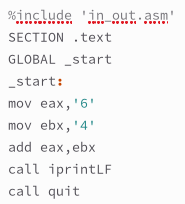 %include 'in_out.asm'
SECTION .text
GLOBAL _start
_start:
mov eax,'6'
mov ebx,'4'
add eax,ebx
call iprintLF
call quit